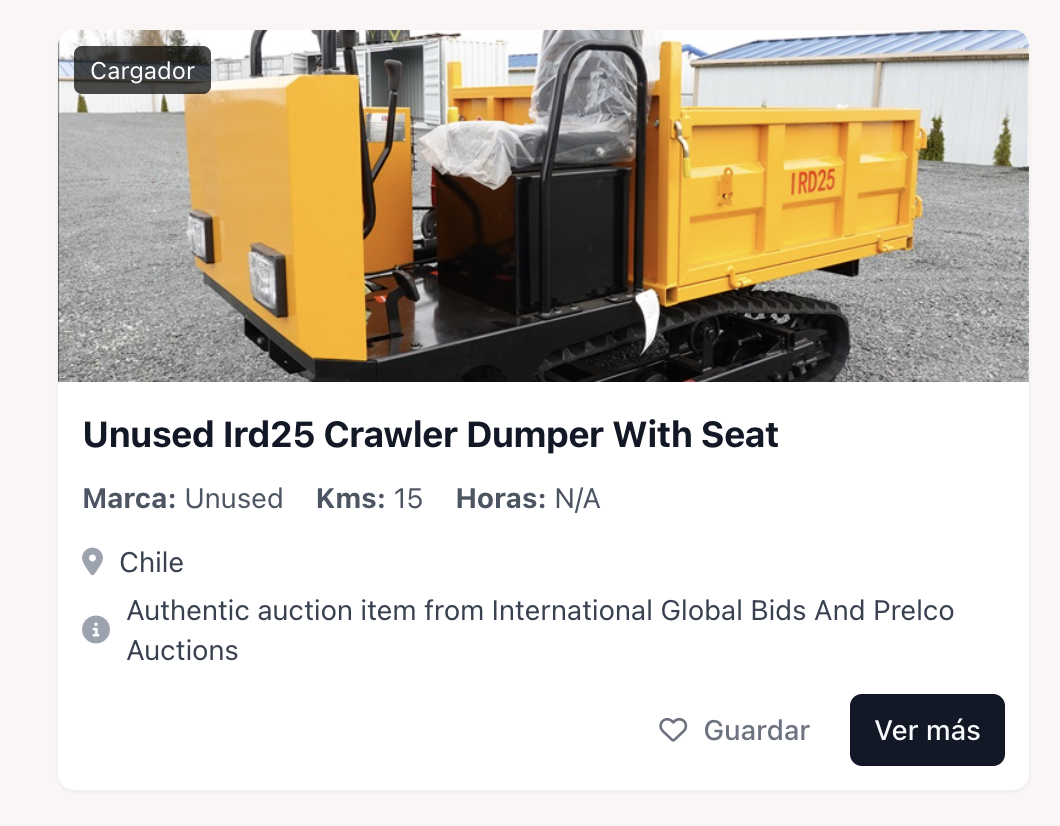 Cargador
IRD25
Unused Ird25 Crawler Dumper With Seat
Marca: Unused Kms: 15 Horas: N/A
Chile
Authentic auction item from International Global Bids And Prelco
Auctions
Guardar
Ver más